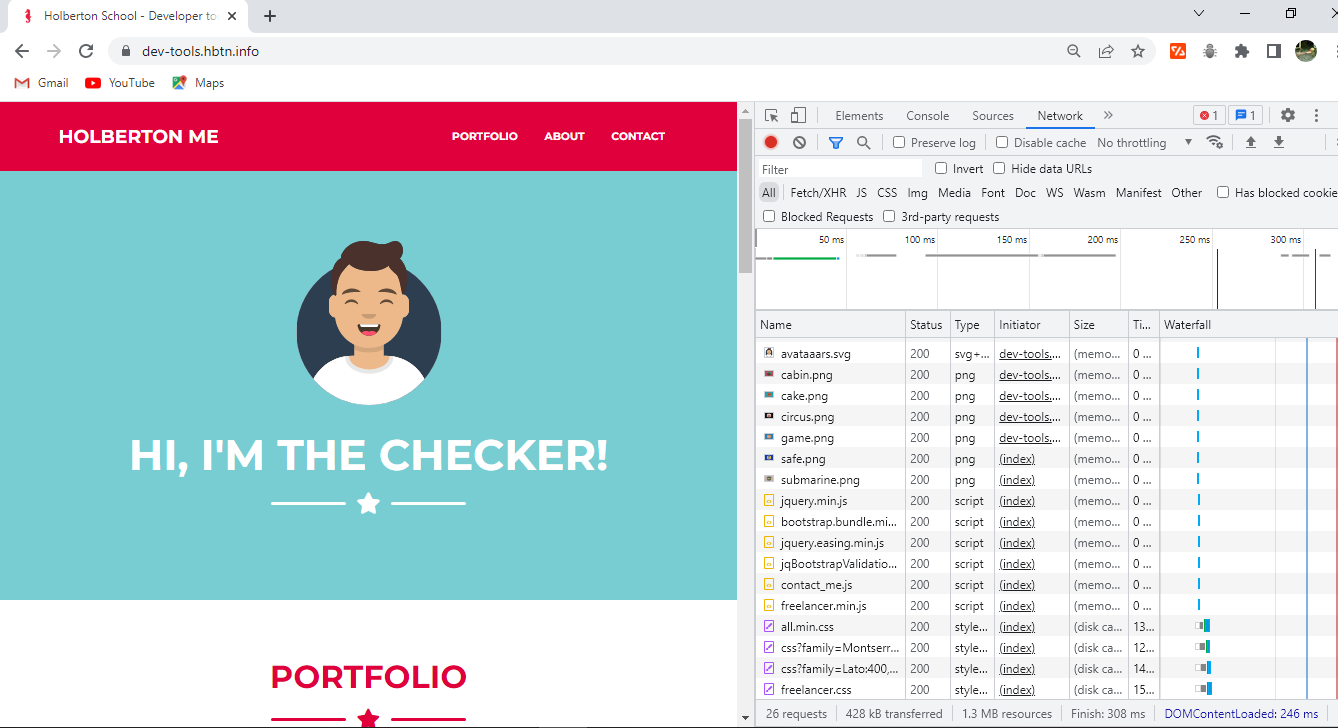 Holberton School - Developer to
dev-tools.hbtn.info
Gmail YouTube Maps
HOLBERTON ME
PORTFOLIO ABOUT CONTACT
HI, I'M THE CHECKER!
PORTFOLIO
Elements Console Sources Network » 1 1
Preserve log Disable cache No throttling
Filter Invert Hide data URLs
All Fetch/XHR JS CSS Img Media Font Doc WS Wasm Manifest Other Has blocked cookie
Blocked Requests 3rd-party requests
50 ms 100 ms 150 ms 200 ms 250 ms 300 ms
Name Status Type Initiator Size Ti... Waterfall
avataaars.svg 200 svg+... dev-tools.... (memo... 0 ...
cabin.png 200 png dev-tools.... (memo... 0 ...
cake.png 200 png dev-tools.... (memo... 0 ...
circus.png 200 png dev-tools.... (memo... 0 ...
game.png 200 png dev-tools.... (memo... 0 ...
safe.png 200 png (index) (memo... 0 ...
submarine.png 200 png (index) (memo... 0 ...
jquery.min.js 200 script (index) (memo... 0 ...
bootstrap.bundle.mi... 200 script (index) (memo... 0 ...
jquery.easing.min.js 200 script (index) (memo... 0 ...
jqBootstrapValidatio... 200 script (index) (memo... 0 ...
contact_me.js 200 script (index) (memo... 0 ...
freelancer.min.js 200 script (index) (memo... 0 ...
all.min.css 200 style... (index) (disk ca... 13...
css?family=Montserr... 200 style... (index) (disk ca... 12...
css?family=Lato:400,... 200 style... (index) (disk ca... 14...
freelancer.css 200 style... (index) (disk ca... 15...
26 requests 428 kB transferred 1.3 MB resources Finish: 308 ms DOMContentLoaded: 246 ms